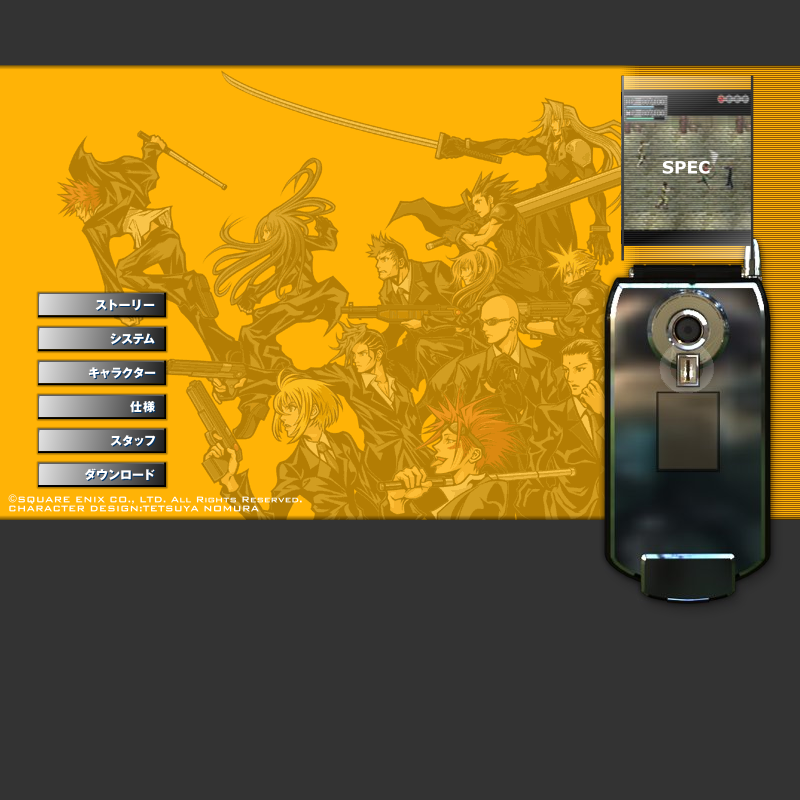 SPEC
ストーリー
システム
キャラクター
仕様
スタッフ
ダウンロード
©SQUARE ENIX CO., LTD. All Rights Reserved.
CHARACTER DESIGN:TETSUYA NOMURA